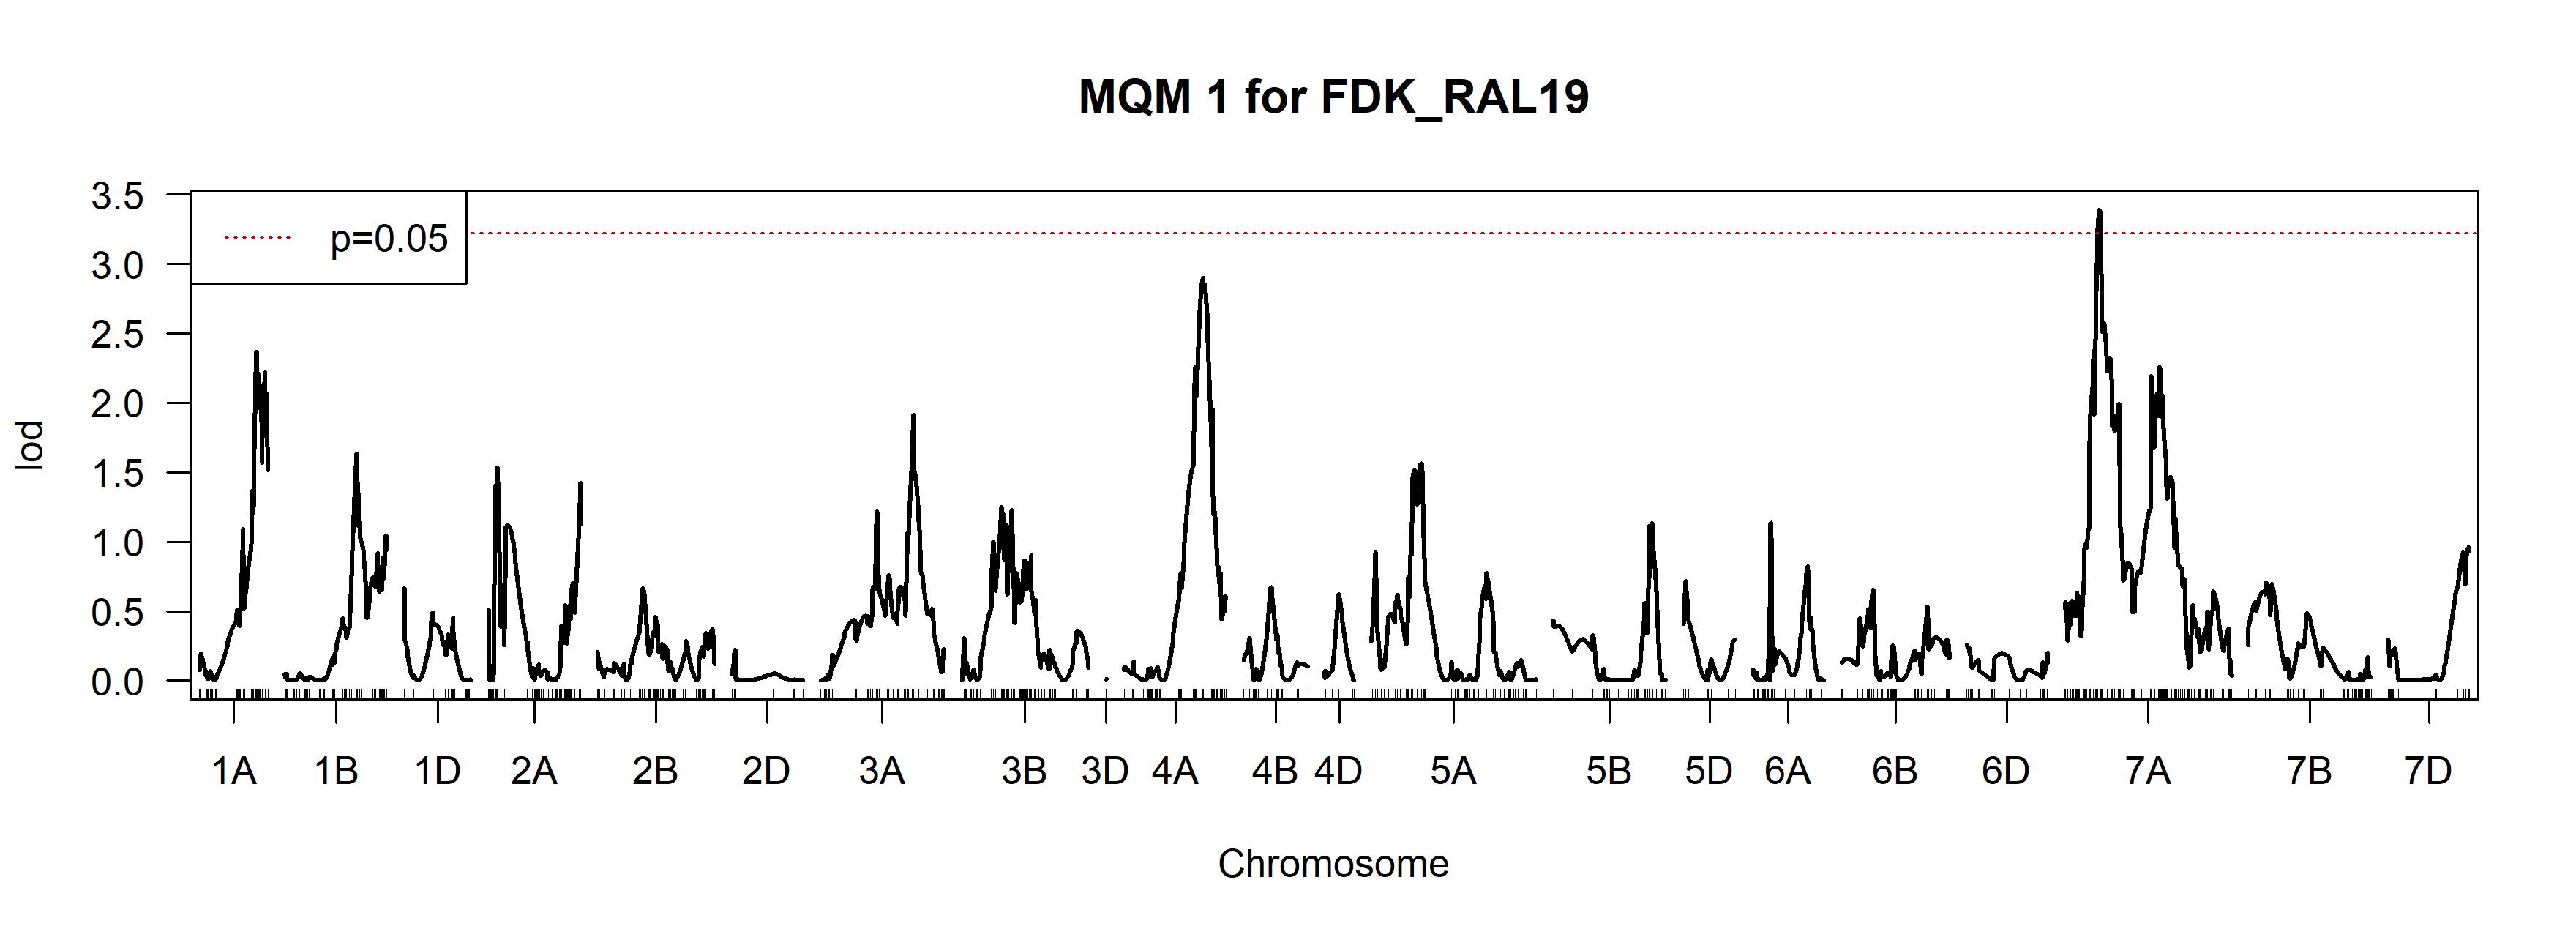 MQM 1 for FDK_RAL19
3.5
p=0.05
3.0
2.5
2.0
lod
1.5
1.0
0.5
0.0
1A 1B 1D 2A 2B 2D 3A 3B 3D 4A 4B 4D 5A 5B 5D 6A 6B 6D 7A 7B 7D
Chromosome